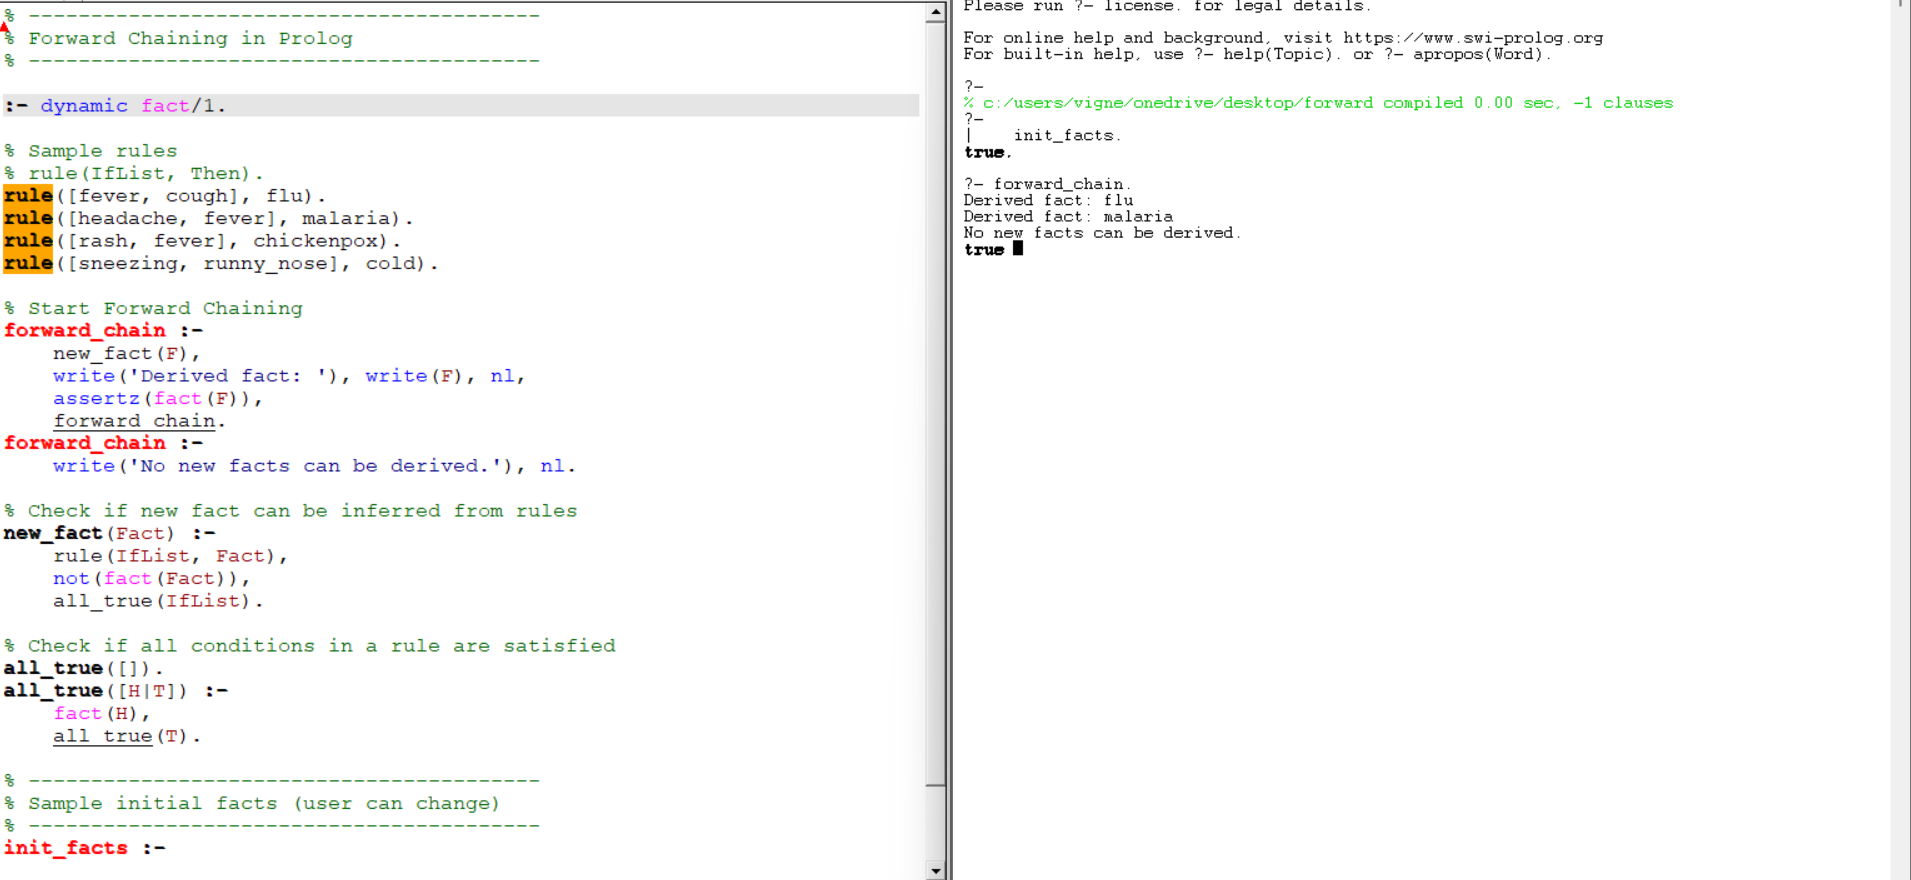 % -----------------------------------------
% Forward Chaining in Prolog
% -----------------------------------------
:- dynamic fact/1.
% Sample rules
% rule(IfList, Then).
rule([fever, cough], flu).
rule([headache, fever], malaria).
rule([rash, fever], chickenpox).
rule([sneezing, runny_nose], cold).
% Start Forward Chaining
forward_chain :-
    new_fact(F),
    write('Derived fact: '), write(F), nl,
    assertz(fact(F)),
    forward_chain.
forward_chain :-
    write('No new facts can be derived.'), nl.
% Check if new fact can be inferred from rules
new_fact(Fact) :-
    rule(IfList, Fact),
    not(fact(Fact)),
    all_true(IfList).
% Check if all conditions in a rule are satisfied
all_true([]).
all_true([H|T]) :-
    fact(H),
    all_true(T).
% -----------------------------------------
% Sample initial facts (user can change)
% -----------------------------------------
init_facts :-
Please run ?- license. for legal details.
For online help and background, visit https://www.swi-prolog.org
For built-in help, use ?- help(Topic). or ?- apropos(Word).
?-
% c:/users/vigne/onedrive/desktop/forward compiled 0.00 sec, -1 clauses
?-
|    init_facts.
true.
?- forward_chain.
Derived fact: flu
Derived fact: malaria
No new facts can be derived.
true